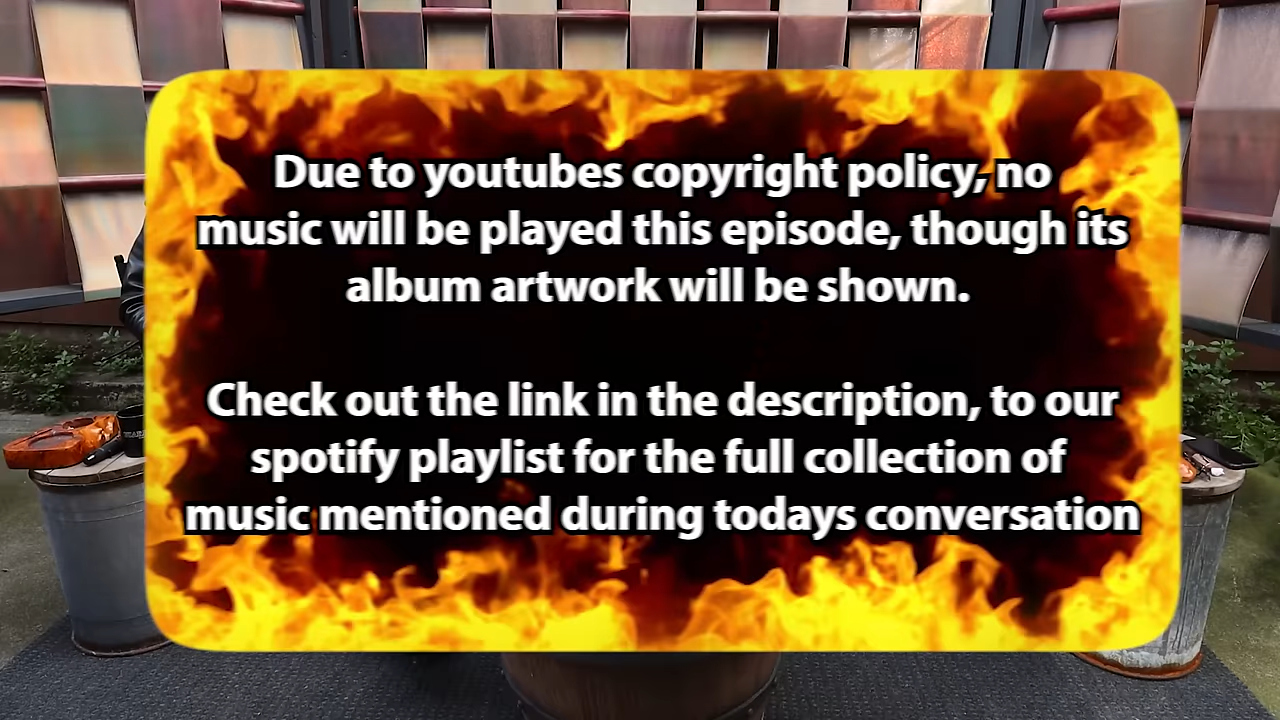 Due to youtubes copyright policy, no
music will be played this episode, though its
album artwork will be shown.
Check out the link in the description, to our
spotify playlist for the full collection of
music mentioned during todays conversation